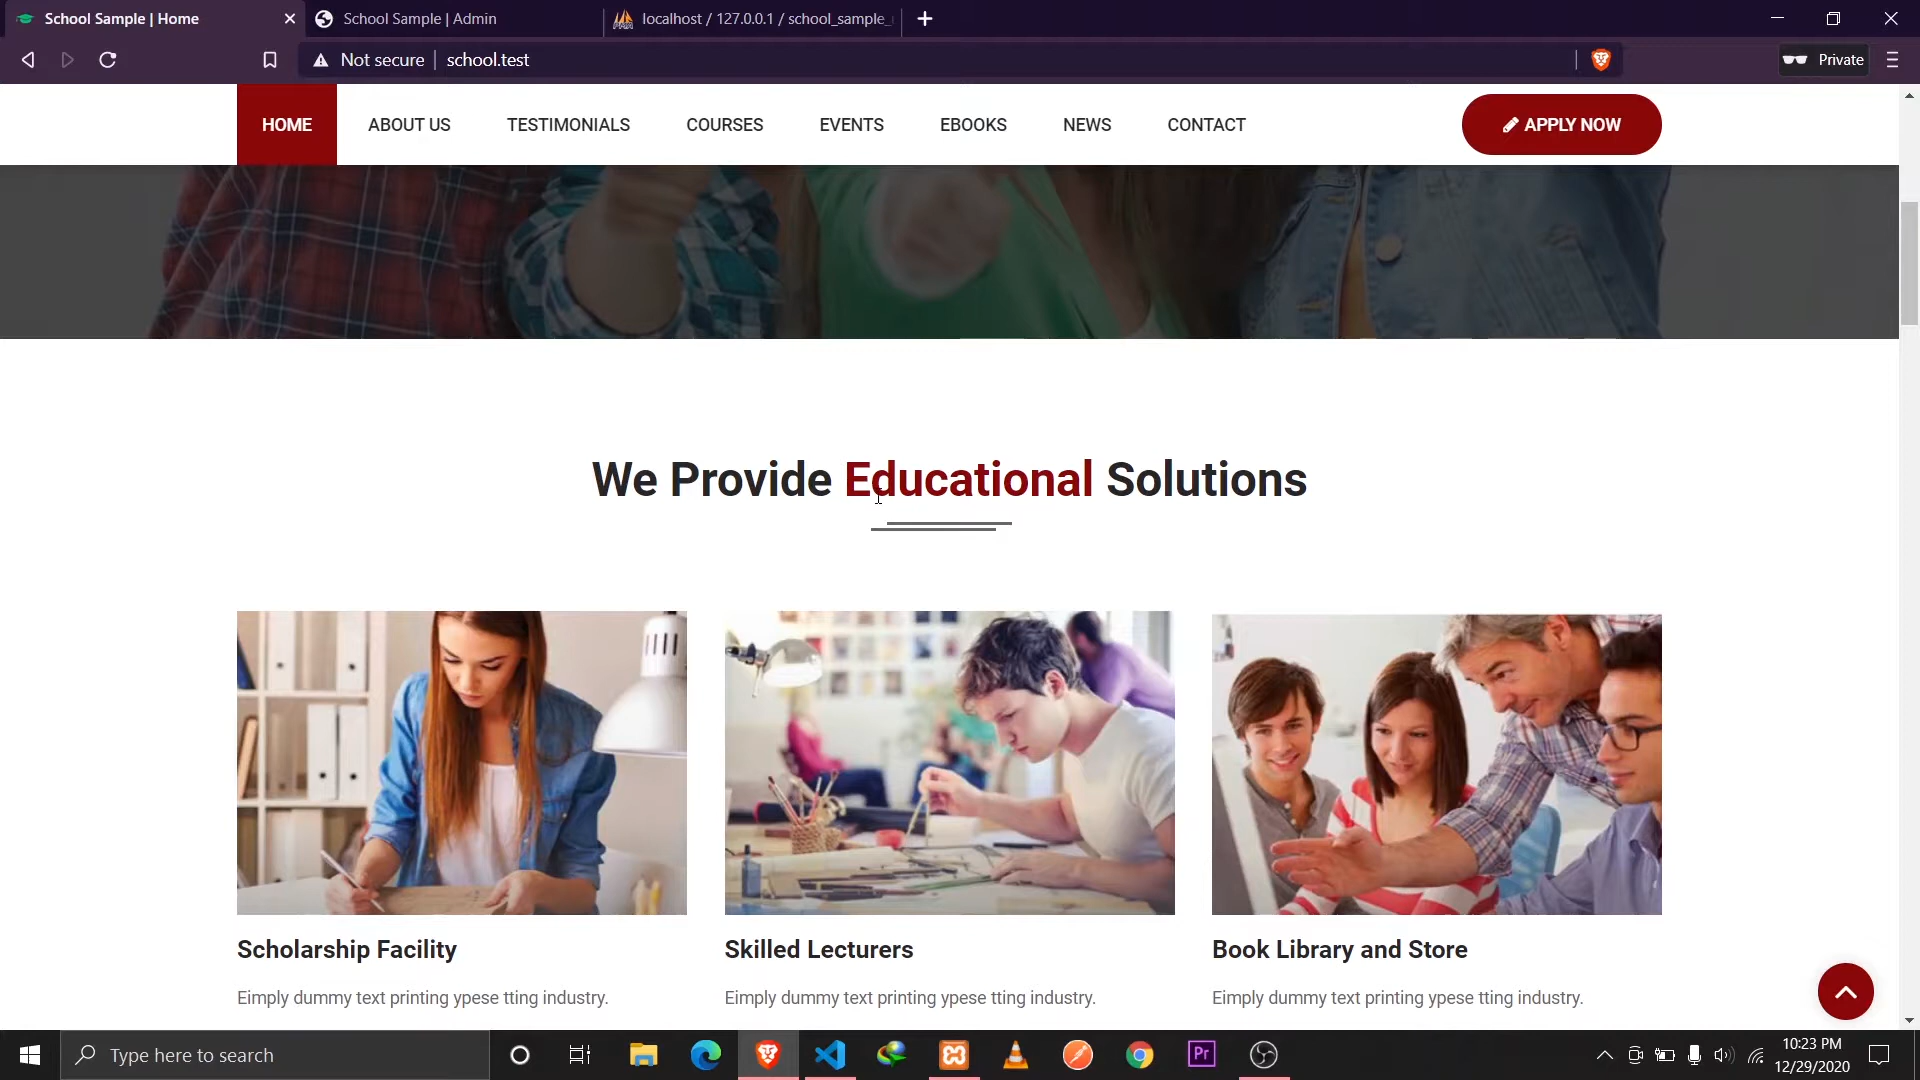 School Sample | Home
School Sample | Admin
localhost / 127.0.0.1 / school_sample_
Not secure
school.test
Private
HOME
ABOUT US
TESTIMONIALS
COURSES
EVENTS
EBOOKS
NEWS
CONTACT
APPLY NOW
We Provide Educational Solutions
Scholarship Facility
Skilled Lecturers
Book Library and Store
Eimply dummy text printing ypese tting industry.
Eimply dummy text printing ypese tting industry.
Eimply dummy text printing ypese tting industry.
Type here to search
Pr
10:23 PM
12/29/2020